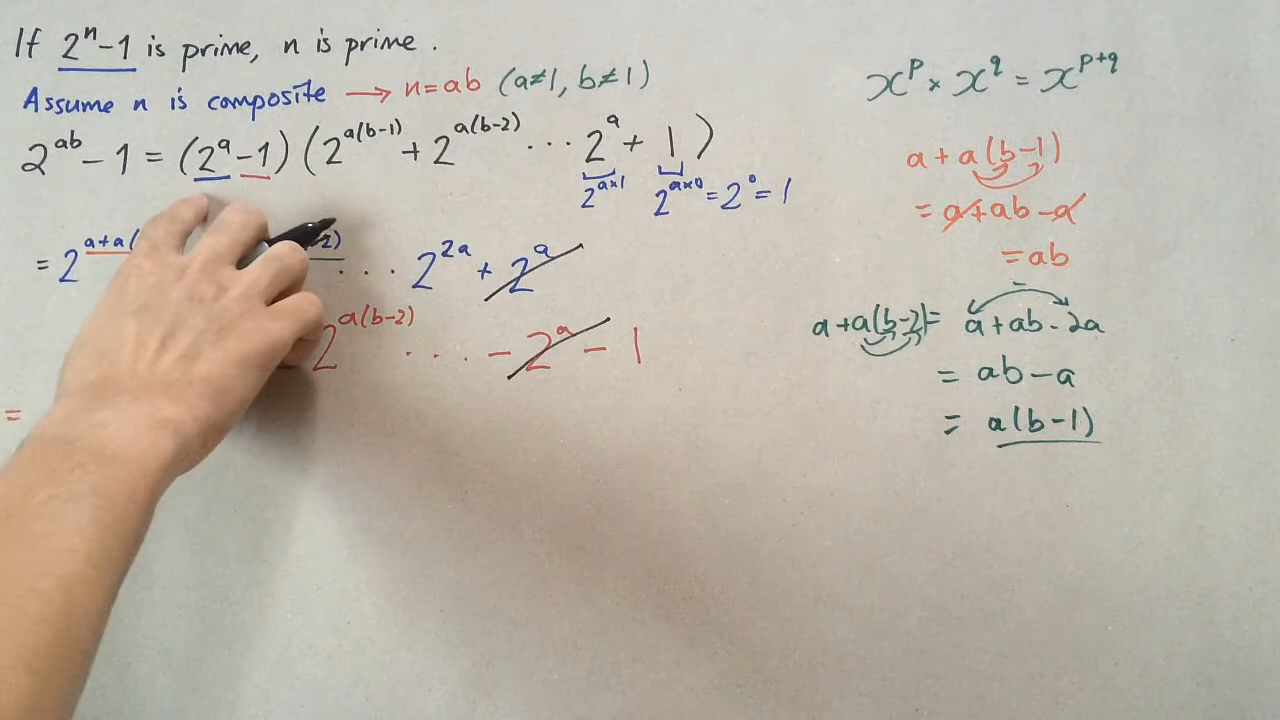 If 2ⁿ-1 is prime, n is prime.
Assume n is composite → n=ab (a≠1, b≠1)
2^ab - 1 = (2^a - 1) (2^a(b-1) + 2^a(b-2) ... 2^a + 1)
2^a×1 2^a×0 = 2^0 = 1
= 2^a+a( -2) ... 2^2a + 2^a
2^a(b-2) .... - 2^a - 1
=
x^p × x^q = x^p+q
a + a(b-1)
= a+ab-a
= ab
a+a(b-2)= a+ab-2a
= ab-a
= a(b-1)